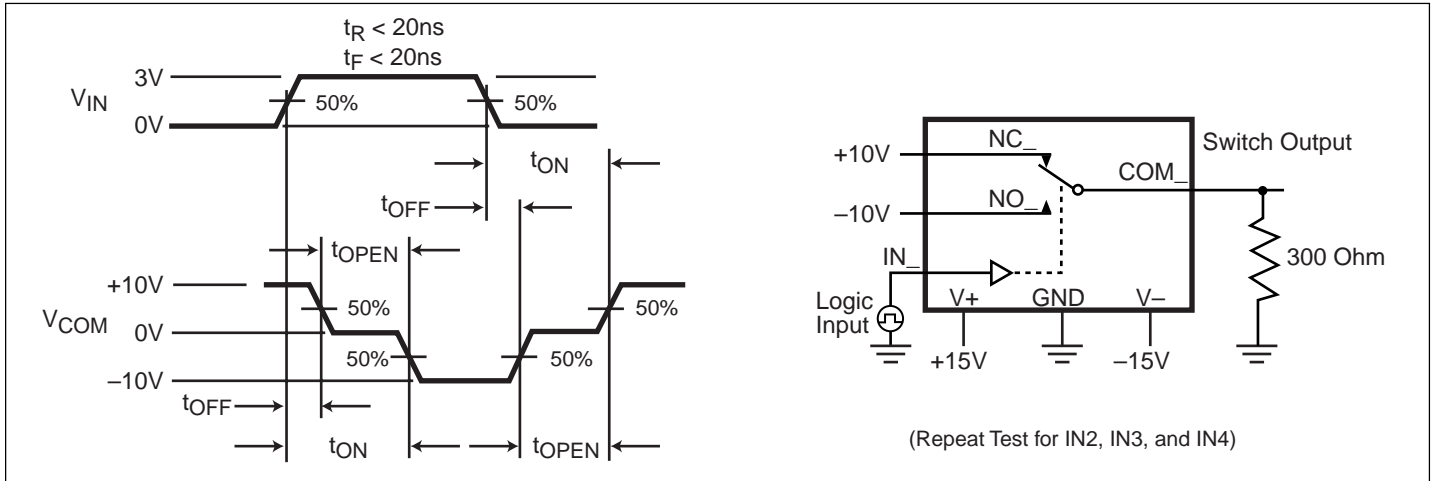 tR < 20ns
tF < 20ns
3V
VIN
50%
50%
0V
tON
tOFF
tOPEN
+10V
50%
50%
VCOM
0V
50%
50%
–10V
tOFF
tON
tOPEN
+10V
NC_
Switch Output
COM_
–10V
NO_
300 Ohm
IN_
Logic
Input
V+
GND
V–
+15V
–15V
(Repeat Test for IN2, IN3, and IN4)